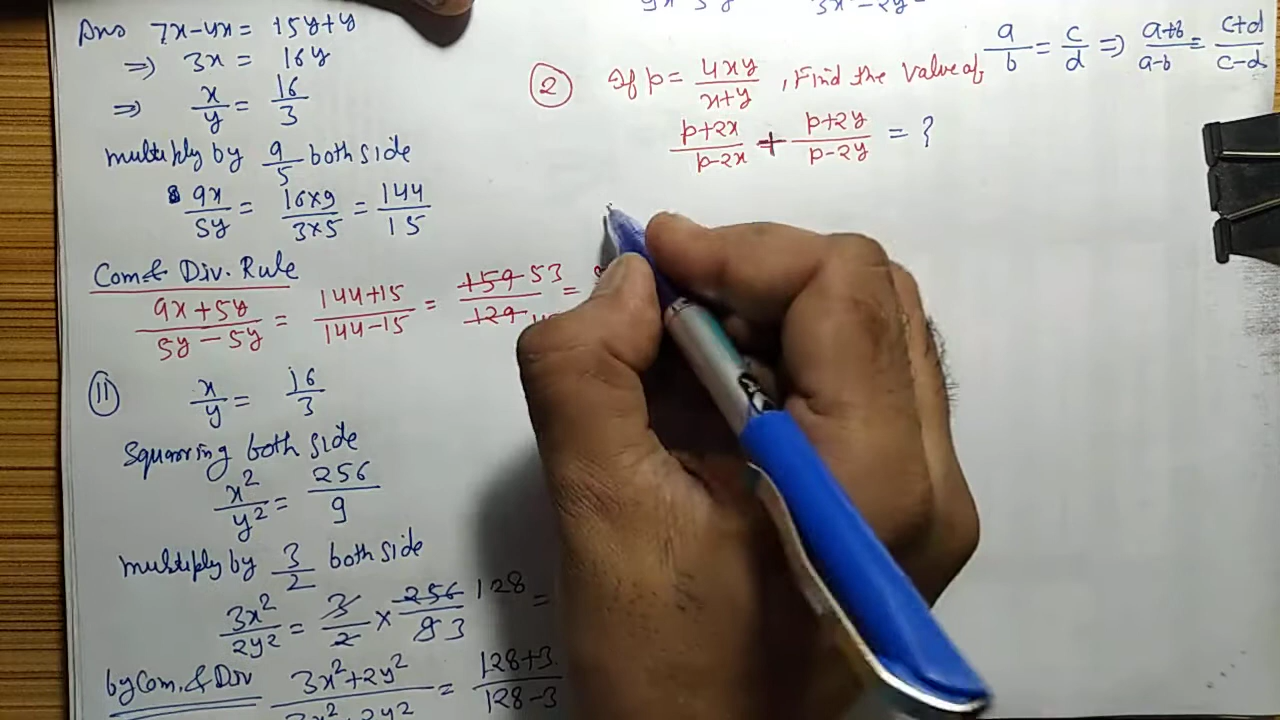 Ans 7x-4x = 15y+y
⇒ 3x = 16y
⇒ x/y = 16/3
multiply by 9/5 both side
9x/5y = 16×9/3×5 = 144/15
Com & Div. Rule
9x+5y/5y-5y = 144+15/144-15 = 159 53/129 =
(11) x/y = 16/3
Squarring both side
x²/y² = 256/9
multiply by 3/2 both side
3x²/2y² = 3/2 × 256/9 3 128 =
by Com. & Div 3x²+2y²/3x²-2y² = 128+3/128-3
(2) If p = 4xy/x+y , Find the value of
p+2x/p-2x + p+2y/p-2y = ?
a/b = c/d ⇒ a+b/a-b = c+d/c-d